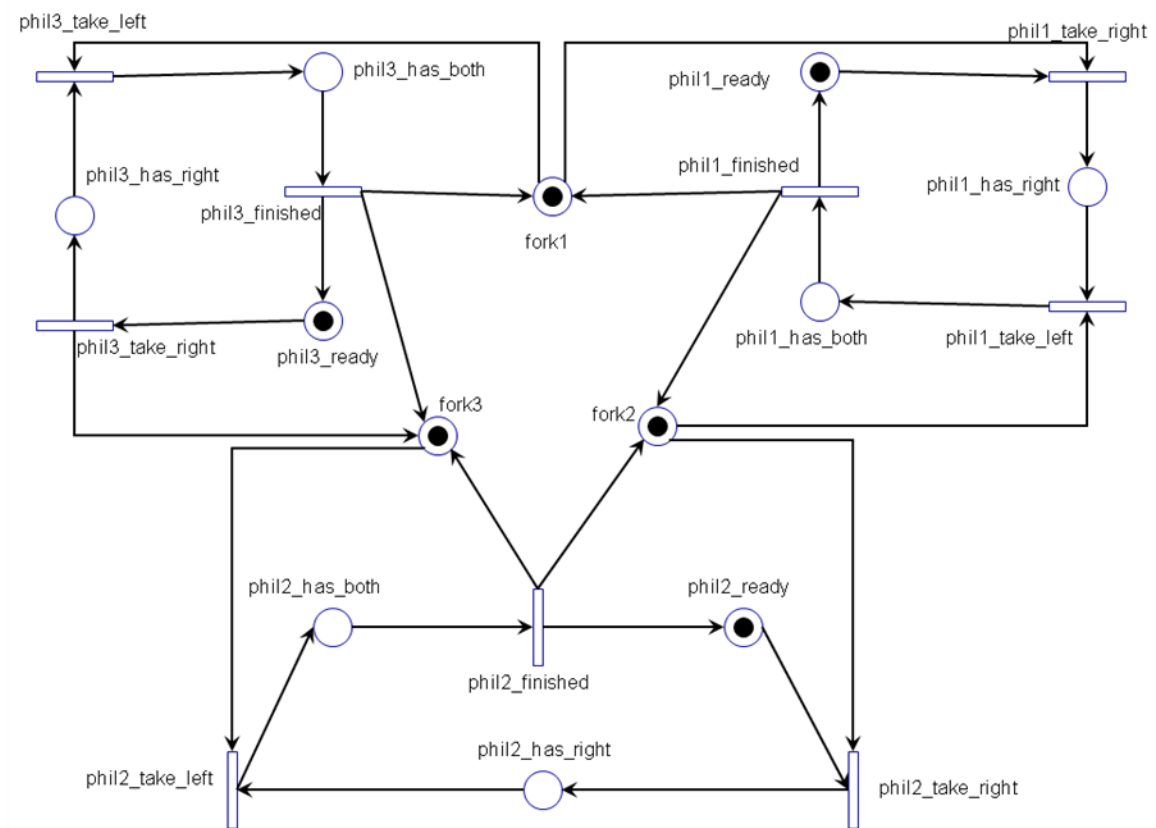 phil3_take_left
phil1_take_right
phil3_has_both
phil1_ready
phil3_has_right
phil1_finished
phil1_has_right
phil3_finished
fork1
phil3_take_right
phil3_ready
phil1_has_both
phil1_take_left
fork3
fork2
phil2_has_both
phil2_ready
phil2_finished
phil2_has_right
phil2_take_left
phil2_take_right